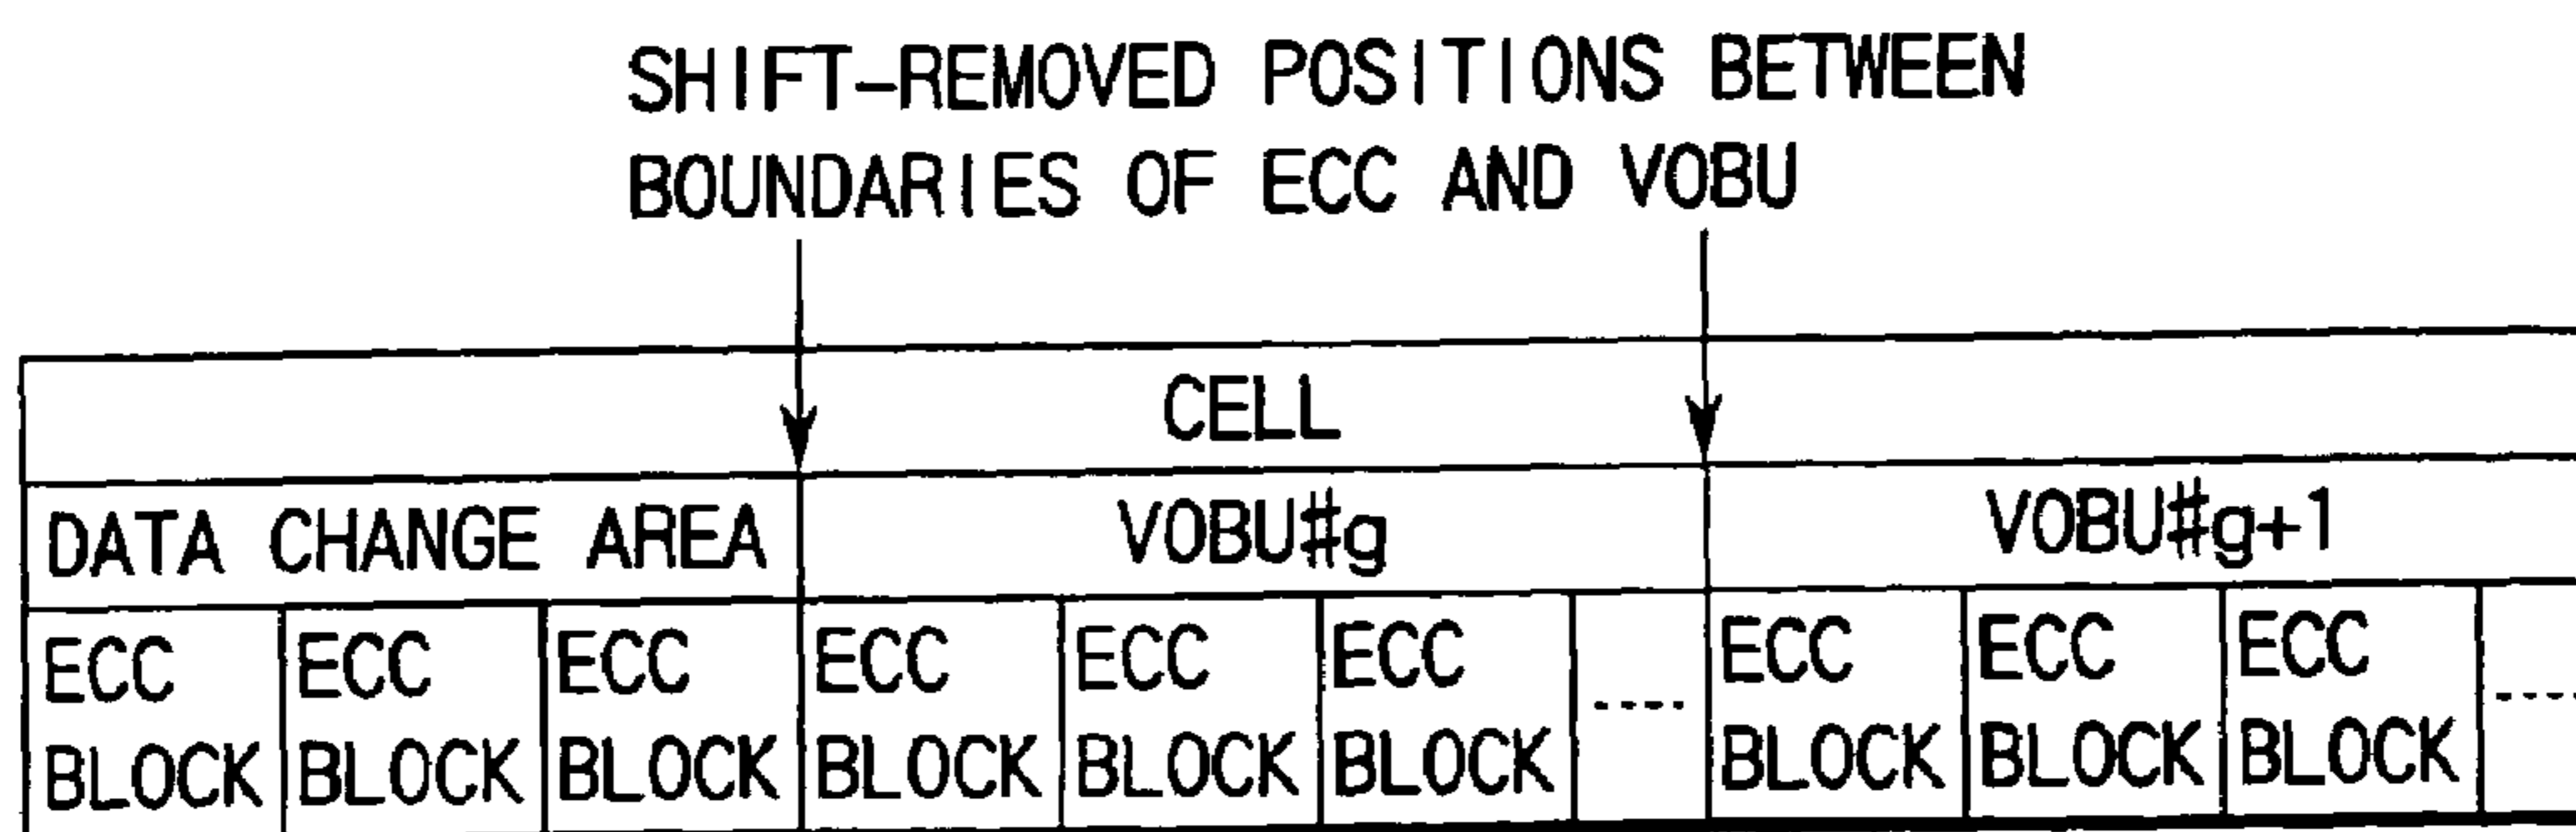 SHIFT-REMOVED POSITIONS BETWEEN
BOUNDARIES OF ECC AND VOBU
CELL
DATA CHANGE AREA VOBU#g VOBU#g+1
ECC ECC ECC ECC ECC ECC ECC ECC ECC
BLOCK BLOCK BLOCK BLOCK BLOCK BLOCK ---- BLOCK BLOCK BLOCK ----